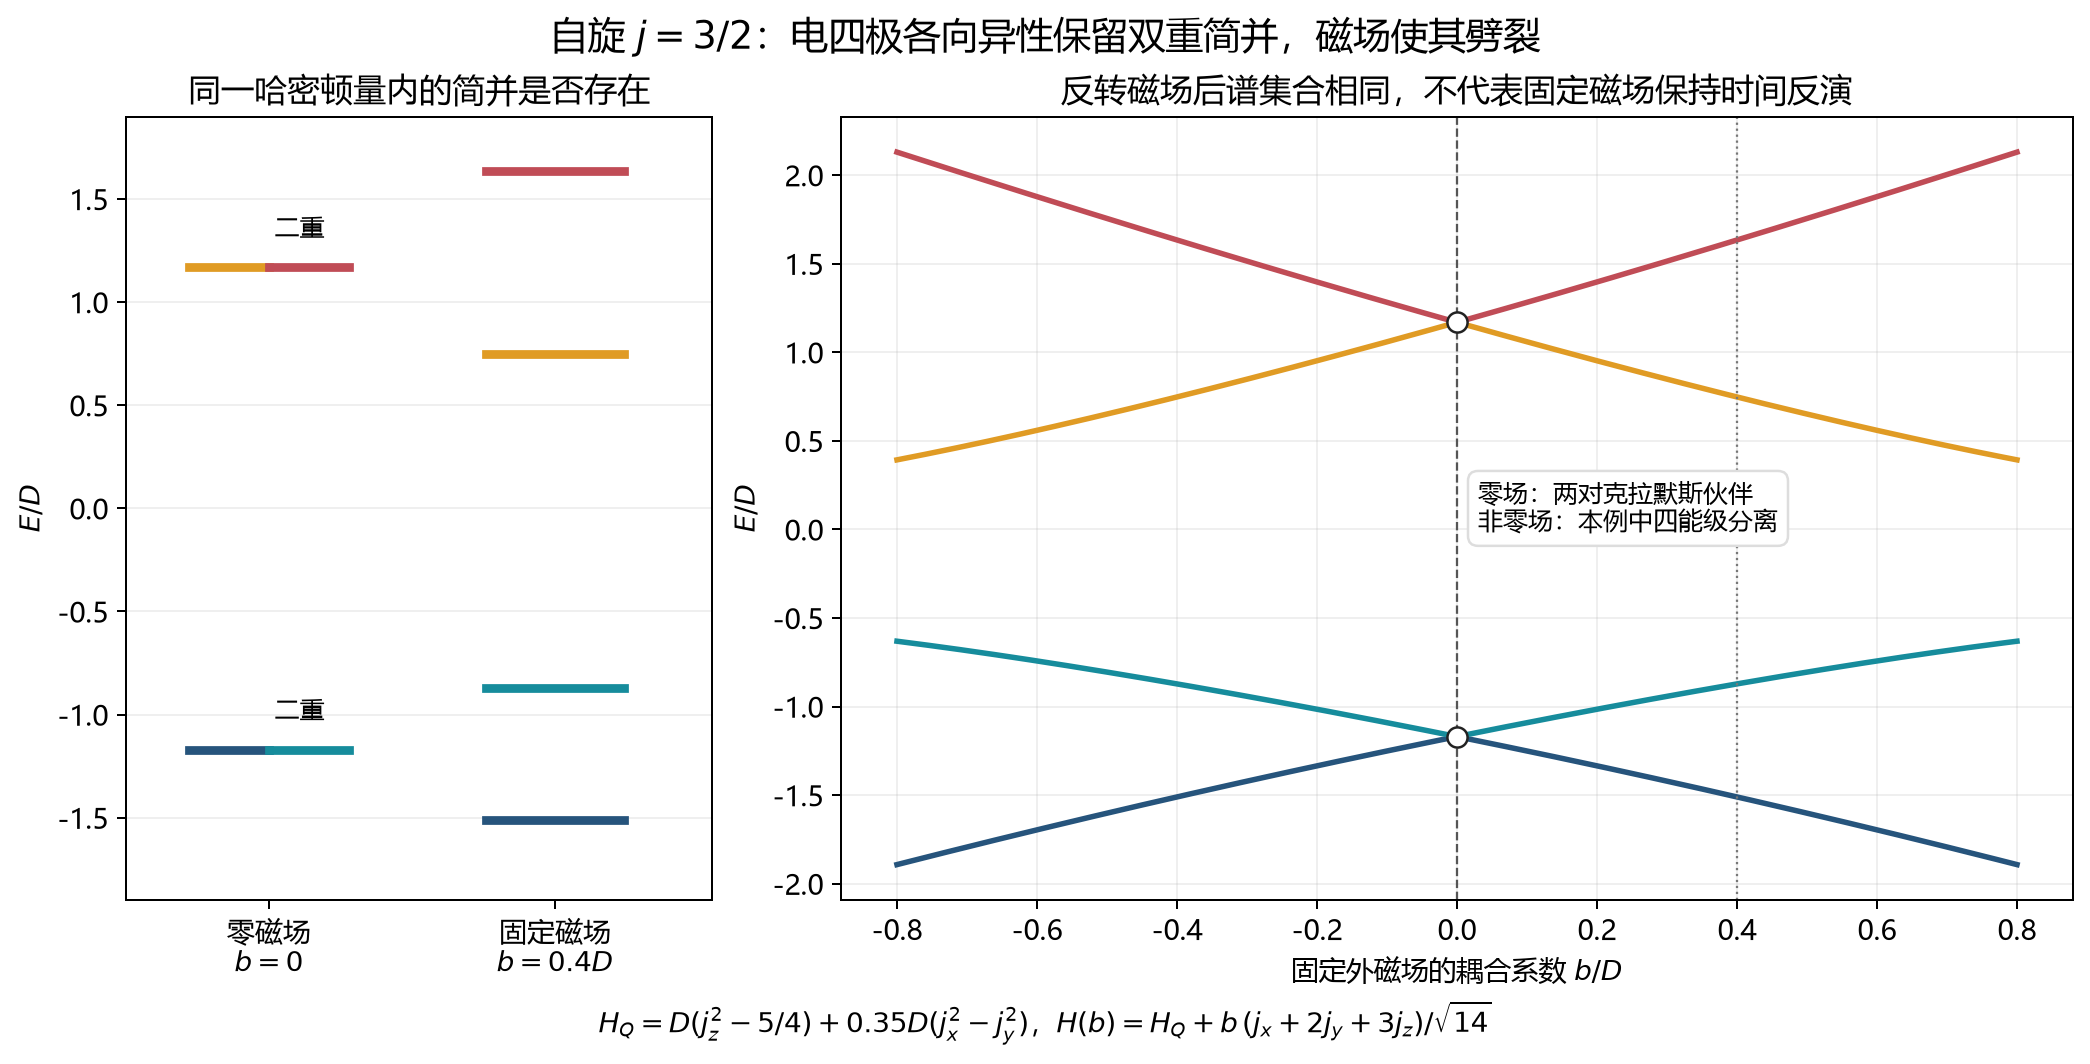 自旋 j = 3/2：电四极各向异性保留双重简并，磁场使其劈裂
同一哈密顿量内的简并是否存在
E/D
1.5
1.0
0.5
0.0
-0.5
-1.0
-1.5
二重
二重
零磁场
b = 0
固定磁场
b = 0.4D
反转磁场后谱集合相同，不代表固定磁场保持时间反演
E/D
2.0
1.5
1.0
0.5
0.0
-0.5
-1.0
-1.5
-2.0
零场：两对克拉默斯伙伴
非零场：本例中四能级分离
-0.8 -0.6 -0.4 -0.2 0.0 0.2 0.4 0.6 0.8
固定外磁场的耦合系数 b/D
H_Q = D(j_z^2 − 5/4) + 0.35D(j_x^2 − j_y^2)，H(b) = H_Q + b (j_x + 2j_y + 3j_z)/√14